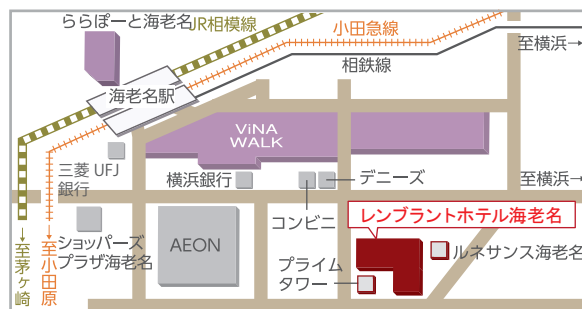 ららぽーと海老名
JR相模線
小田急線
至横浜→
相鉄線
海老名駅
ViNA
WALK
三菱 UFJ
銀行
横浜銀行
デニーズ
至横浜→
コンビニ
レンブラントホテル海老名
ショッパーズ
プラザ海老名
AEON
プライム
タワー
ルネサンス海老名
←至茅ヶ崎
←至小田原